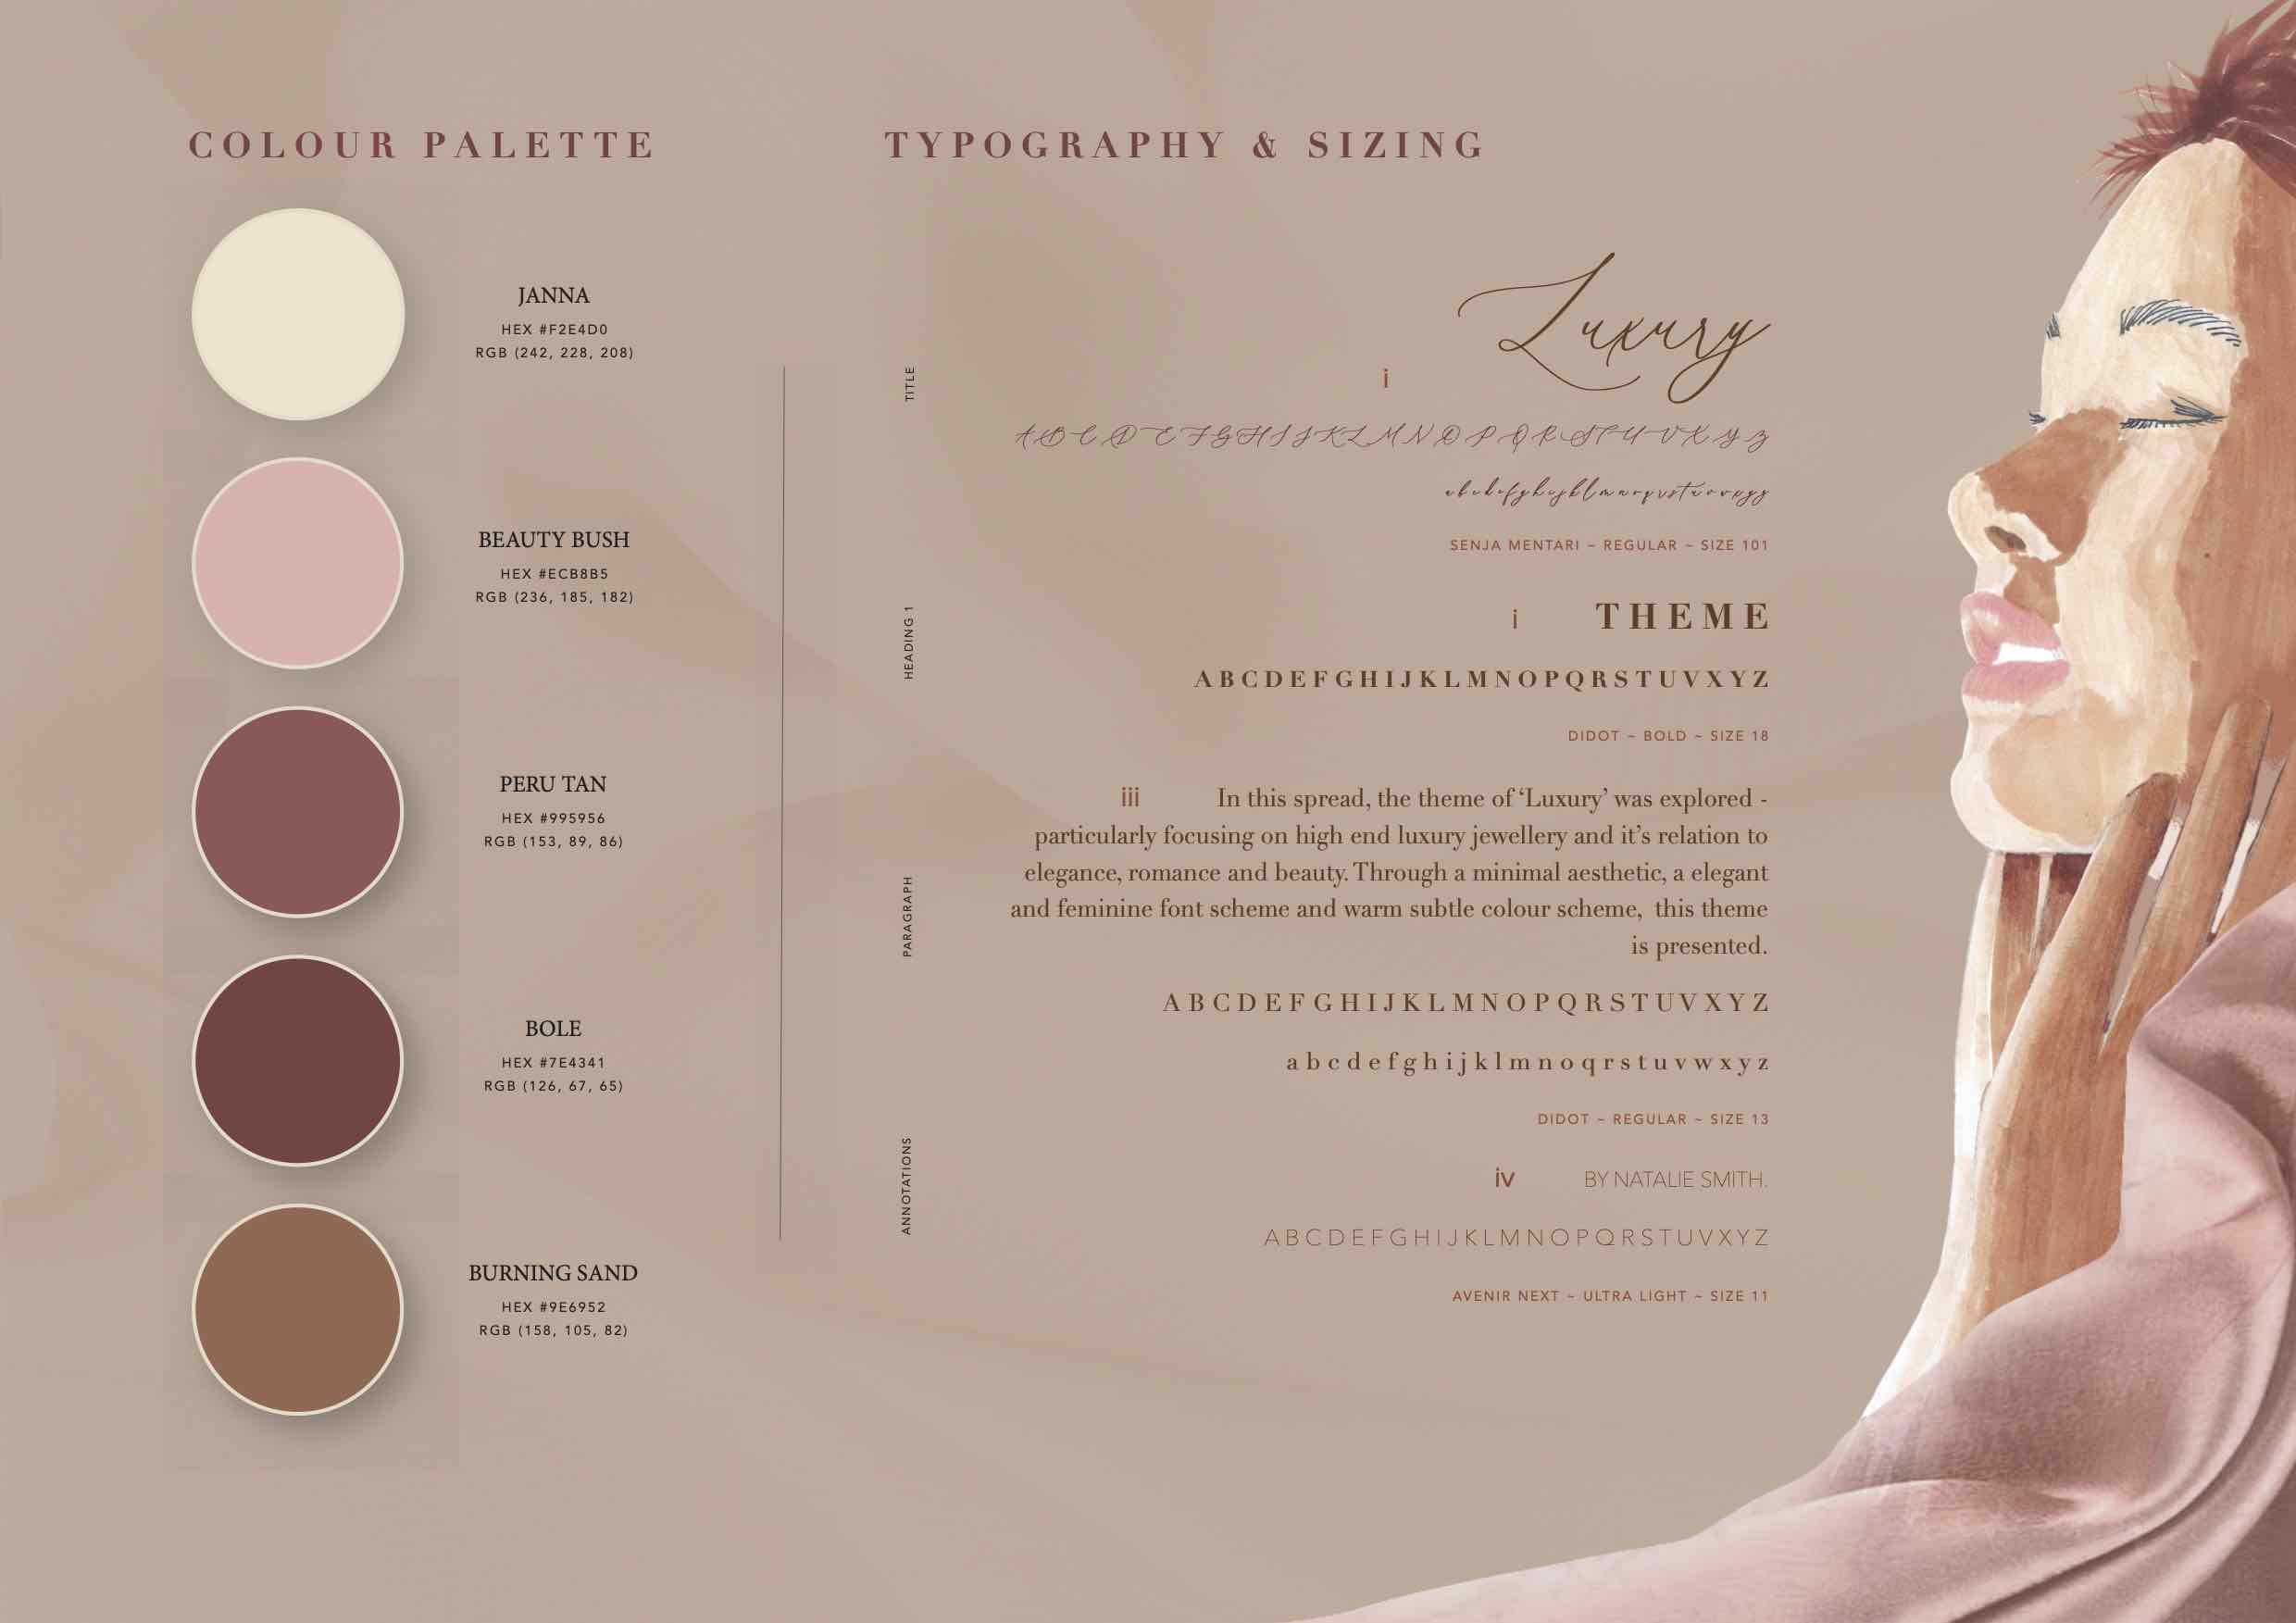 COLOUR PALETTE
JANNA
HEX #F2E4D0
RGB (242, 228, 208)
BEAUTY BUSH
HEX #ECB8B5
RGB (236, 185, 182)
PERU TAN
HEX #995956
RGB (153, 89, 86)
BOLE
HEX #7E4341
RGB (126, 67, 65)
BURNING SAND
HEX #9E6952
RGB (158, 105, 82)
TYPOGRAPHY & SIZING
TITLE
Luxury
i
A B C D E F G H I J K L M N O P Q R S T U V X Y Z
SENJA MENTARI ~ REGULAR ~ SIZE 101
HEADING 1
i THEME
A B C D E F G H I J K L M N O P Q R S T U V X Y Z
DIDOT ~ BOLD ~ SIZE 18
PARAGRAPH
iii In this spread, the theme of ‘Luxury’ was explored -
particularly focusing on high end luxury jewellery and it’s relation to
elegance, romance and beauty. Through a minimal aesthetic, a elegant
and feminine font scheme and warm subtle colour scheme, this theme
is presented.
A B C D E F G H I J K L M N O P Q R S T U V X Y Z
a b c d e f g h i j k l m n o q r s t u v w x y z
DIDOT ~ REGULAR ~ SIZE 13
ANNOTATIONS
iv BY NATALIE SMITH.
A B C D E F G H I J K L M N O P Q R S T U V X Y Z
AVENIR NEXT ~ ULTRA LIGHT ~ SIZE 11